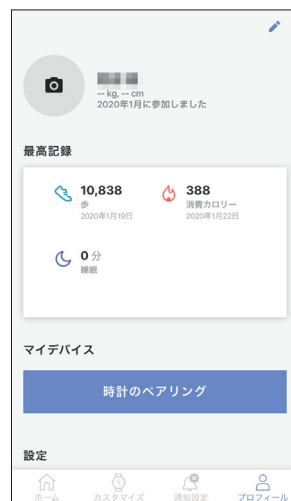 -- kg, -- cm
2020年1月に参加しました
最高記録
10,838
歩
2020年1月19日
388
消費カロリー
2020年1月22日
0 分
睡眠
マイデバイス
時計のペアリング
設定
ホーム
カスタマイズ
通知設定
プロフィール